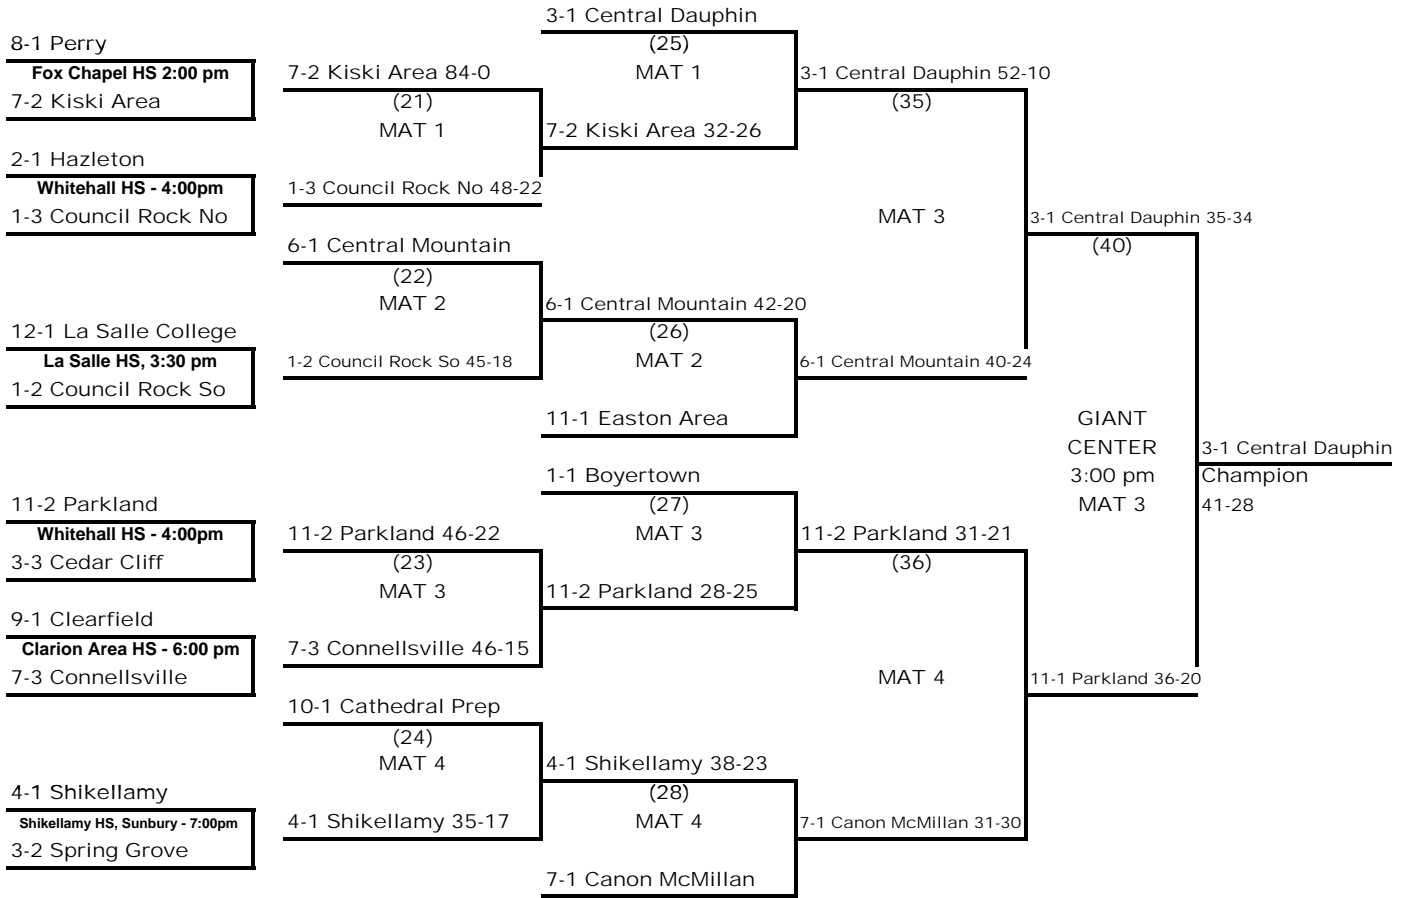 3-1 Central Dauphin
8-1 Perry
(25)
Fox Chapel HS 2:00 pm
7-2 Kiski Area 84-0
MAT 1
3-1 Central Dauphin 52-10
7-2 Kiski Area
(21)
(35)
MAT 1
7-2 Kiski Area 32-26
2-1 Hazleton
Whitehall HS - 4:00pm
1-3 Council Rock No 48-22
1-3 Council Rock No
MAT 3
3-1 Central Dauphin 35-34
6-1 Central Mountain
(40)
(22)
MAT 2
6-1 Central Mountain 42-20
12-1 La Salle College
(26)
La Salle HS, 3:30 pm
1-2 Council Rock So 45-18
MAT 2
6-1 Central Mountain 40-24
1-2 Council Rock So
11-1 Easton Area
GIANT
CENTER
3-1 Central Dauphin
1-1 Boyertown
3:00 pm
Champion
11-2 Parkland
(27)
MAT 3
41-28
Whitehall HS - 4:00pm
11-2 Parkland 46-22
MAT 3
11-2 Parkland 31-21
3-3 Cedar Cliff
(23)
(36)
MAT 3
11-2 Parkland 28-25
9-1 Clearfield
Clarion Area HS - 6:00 pm
7-3 Connellsville 46-15
7-3 Connellsville
MAT 4
11-1 Parkland 36-20
10-1 Cathedral Prep
(24)
MAT 4
4-1 Shikellamy 38-23
4-1 Shikellamy
(28)
Shikellamy HS, Sunbury - 7:00pm
4-1 Shikellamy 35-17
MAT 4
7-1 Canon McMillan 31-30
3-2 Spring Grove
7-1 Canon McMillan